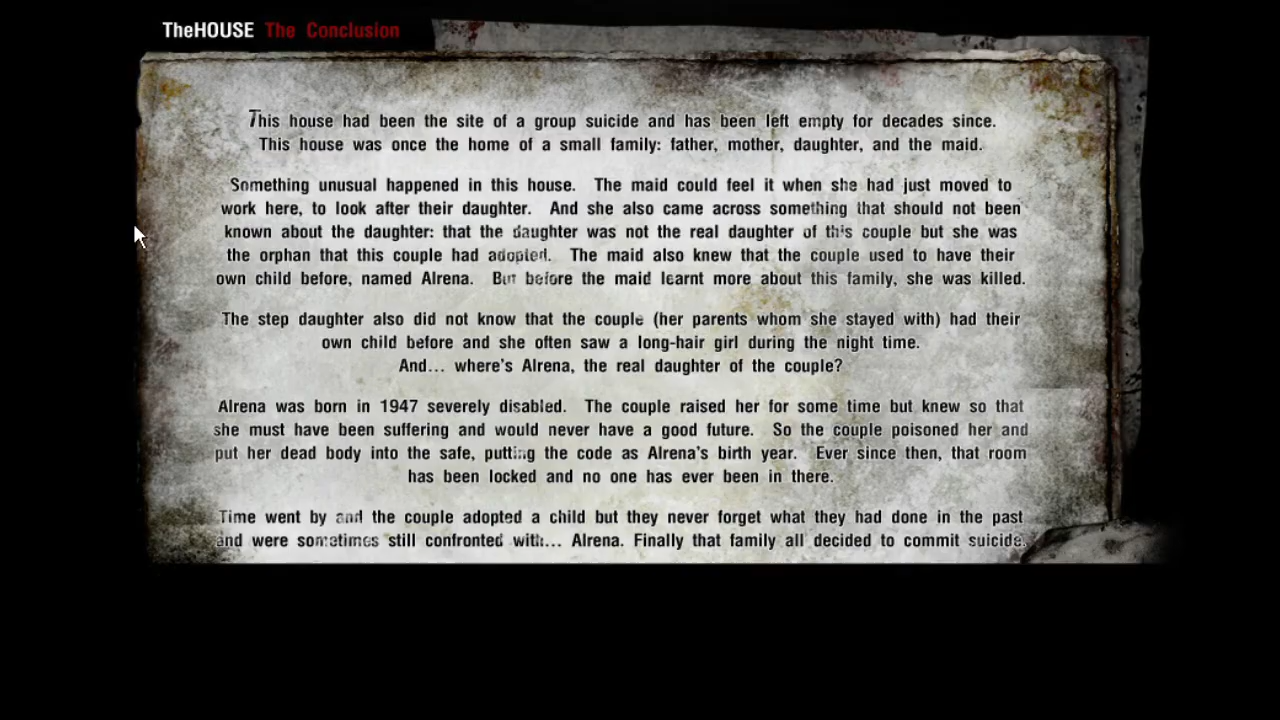 TheHOUSE The Conclusion
This house had been the site of a group suicide and has been left empty for decades since.
This house was once the home of a small family: father, mother, daughter, and the maid.
Something unusual happened in this house. The maid could feel it when she had just moved to
work here, to look after their daughter. And she also came across something that should not been
known about the daughter: that the daughter was not the real daughter of this couple but she was
the orphan that this couple had adopted. The maid also knew that the couple used to have their
own child before, named Alrena. But before the maid learnt more about this family, she was killed.
The step daughter also did not know that the couple (her parents whom she stayed with) had their
own child before and she often saw a long-hair girl during the night time.
And... where's Alrena, the real daughter of the couple?
Alrena was born in 1947 severely disabled. The couple raised her for some time but knew so that
she must have been suffering and would never have a good future. So the couple poisoned her and
put her dead body into the safe, putting the code as Alrena's birth year. Ever since then, that room
has been locked and no one has ever been in there.
Time went by and the couple adopted a child but they never forget what they had done in the past
and were sometimes still confronted with... Alrena. Finally that family all decided to commit suicide.